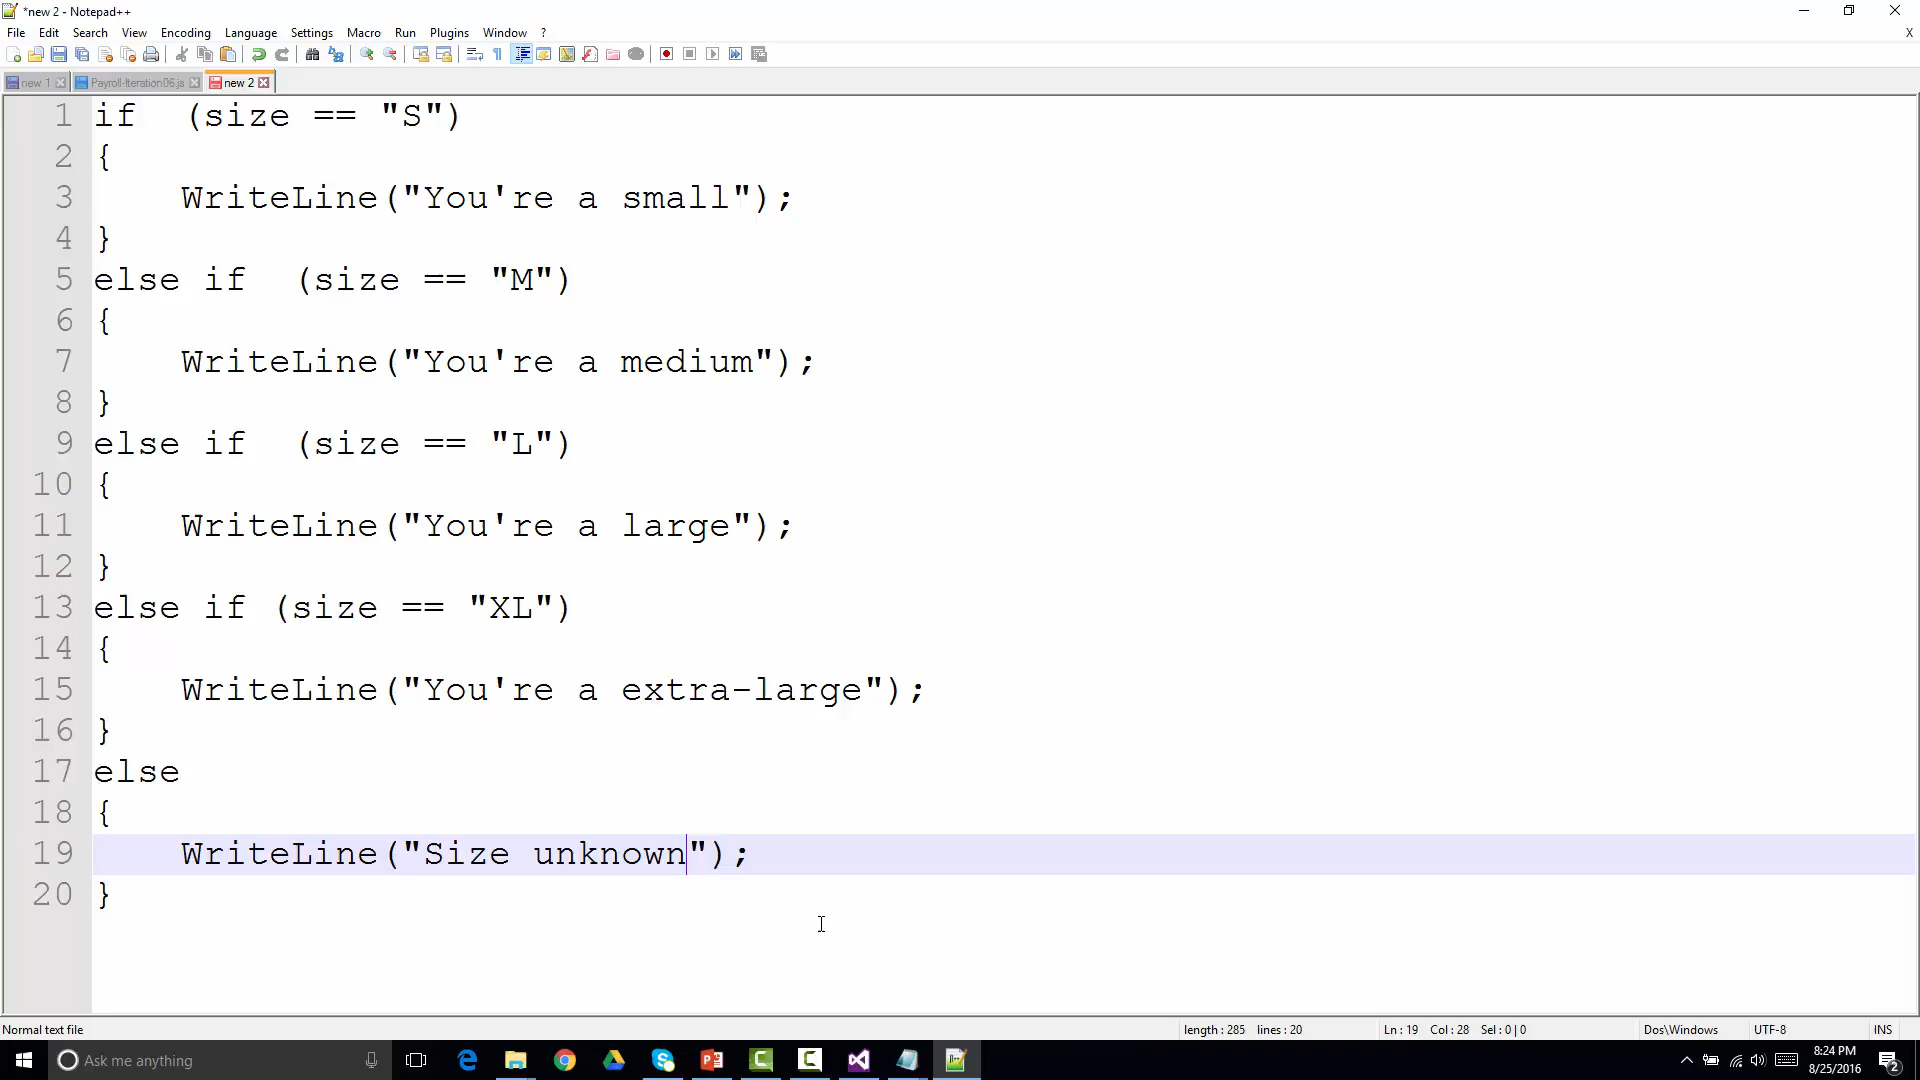 *new 2 - Notepad++
File Edit Search View Encoding Language Settings Macro Run Plugins Window ? X
new 1 Payroll-Iteration06.js new 2
1 if  (size == "S")
2 {
3     WriteLine("You're a small");
4 }
5 else if  (size == "M")
6 {
7     WriteLine("You're a medium");
8 }
9 else if  (size == "L")
10 {
11     WriteLine("You're a large");
12 }
13 else if (size == "XL")
14 {
15     WriteLine("You're a extra-large");
16 }
17 else
18 {
19     WriteLine("Size unknown");
20 }
Normal text file length : 285 lines : 20 Ln : 19 Col : 28 Sel : 0 | 0 Dos\Windows UTF-8 INS
Ask me anything 8:24 PM
8/25/2016 2